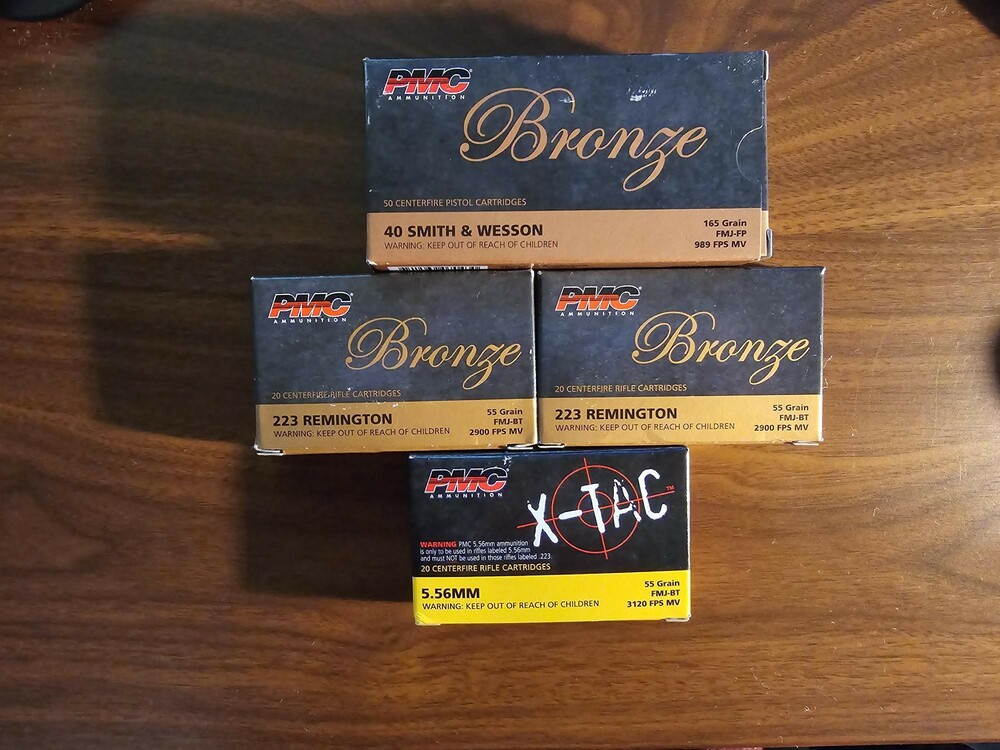 PMC
AMMUNITION
Bronze
50 CENTERFIRE PISTOL CARTRIDGES
40 SMITH & WESSON
WARNING: KEEP OUT OF REACH OF CHILDREN
165 Grain
FMJ-FP
989 FPS MV
PMC
AMMUNITION
Bronze
20 CENTERFIRE RIFLE CARTRIDGES
223 REMINGTON
WARNING: KEEP OUT OF REACH OF CHILDREN
55 Grain
FMJ-BT
2900 FPS MV
PMC
AMMUNITION
Bronze
20 CENTERFIRE RIFLE CARTRIDGES
223 REMINGTON
WARNING: KEEP OUT OF REACH OF CHILDREN
55 Grain
FMJ-BT
2900 FPS MV
PMC
AMMUNITION
X-TAC™
WARNING PMC 5.56mm ammunition
is only to be used in rifles labeled 5.56mm
and must NOT be used in those rifles labeled .223.
20 CENTERFIRE RIFLE CARTRIDGES
5.56MM
WARNING: KEEP OUT OF REACH OF CHILDREN
55 Grain
FMJ-BT
3120 FPS MV